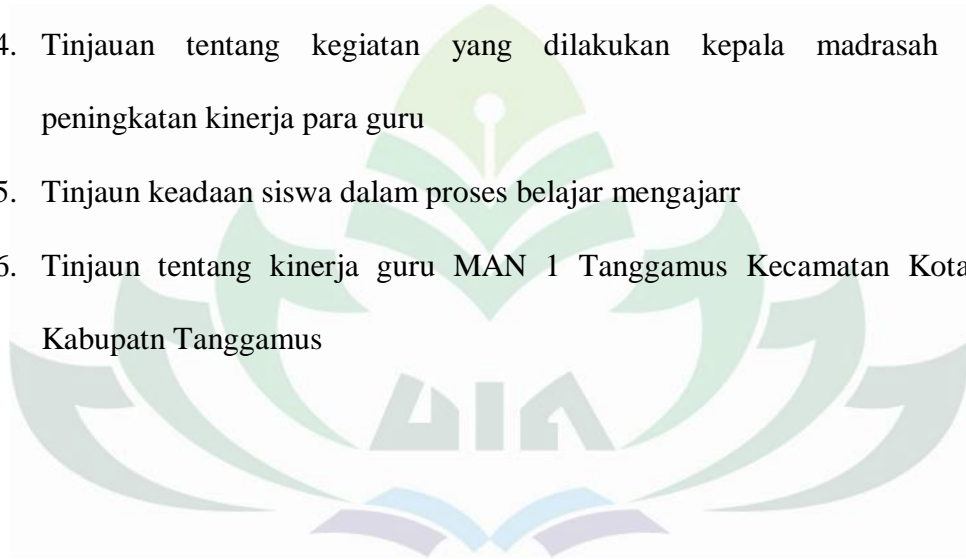 4. Tinjauan tentang kegiatan yang dilakukan kepala madrasah
peningkatan kinerja para guru
5. Tinjaun keadaan siswa dalam proses belajar mengajarr
6. Tinjaun tentang kinerja guru MAN 1 Tanggamus Kecamatan Kota
Kabupatn Tanggamus
UIN